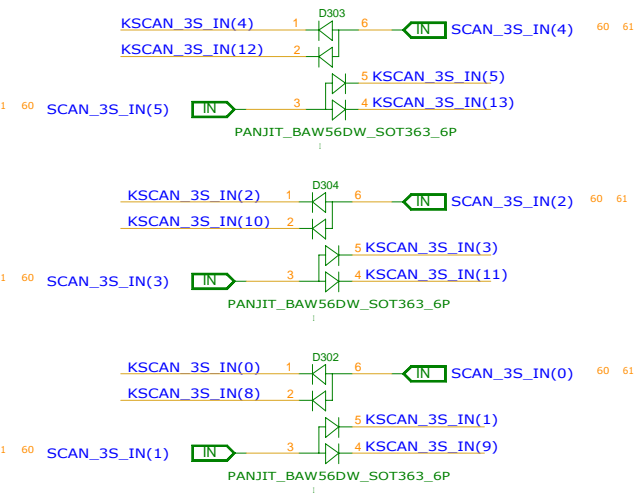 D303
KSCAN_3S_IN(4) 1 6 IN SCAN_3S_IN(4) 60 61
KSCAN_3S_IN(12) 2
5 KSCAN_3S_IN(5)
1 60 SCAN_3S_IN(5) IN 3 4 KSCAN_3S_IN(13)
PANJIT_BAW56DW_SOT363_6P
1
D304
KSCAN_3S_IN(2) 1 6 IN SCAN_3S_IN(2) 60 61
KSCAN_3S_IN(10) 2
5 KSCAN_3S_IN(3)
1 60 SCAN_3S_IN(3) IN 3 4 KSCAN_3S_IN(11)
PANJIT_BAW56DW_SOT363_6P
1
D302
KSCAN_3S_IN(0) 1 6 IN SCAN_3S_IN(0) 60 61
KSCAN_3S_IN(8) 2
5 KSCAN_3S_IN(1)
1 60 SCAN_3S_IN(1) IN 3 4 KSCAN_3S_IN(9)
PANJIT_BAW56DW_SOT363_6P
1